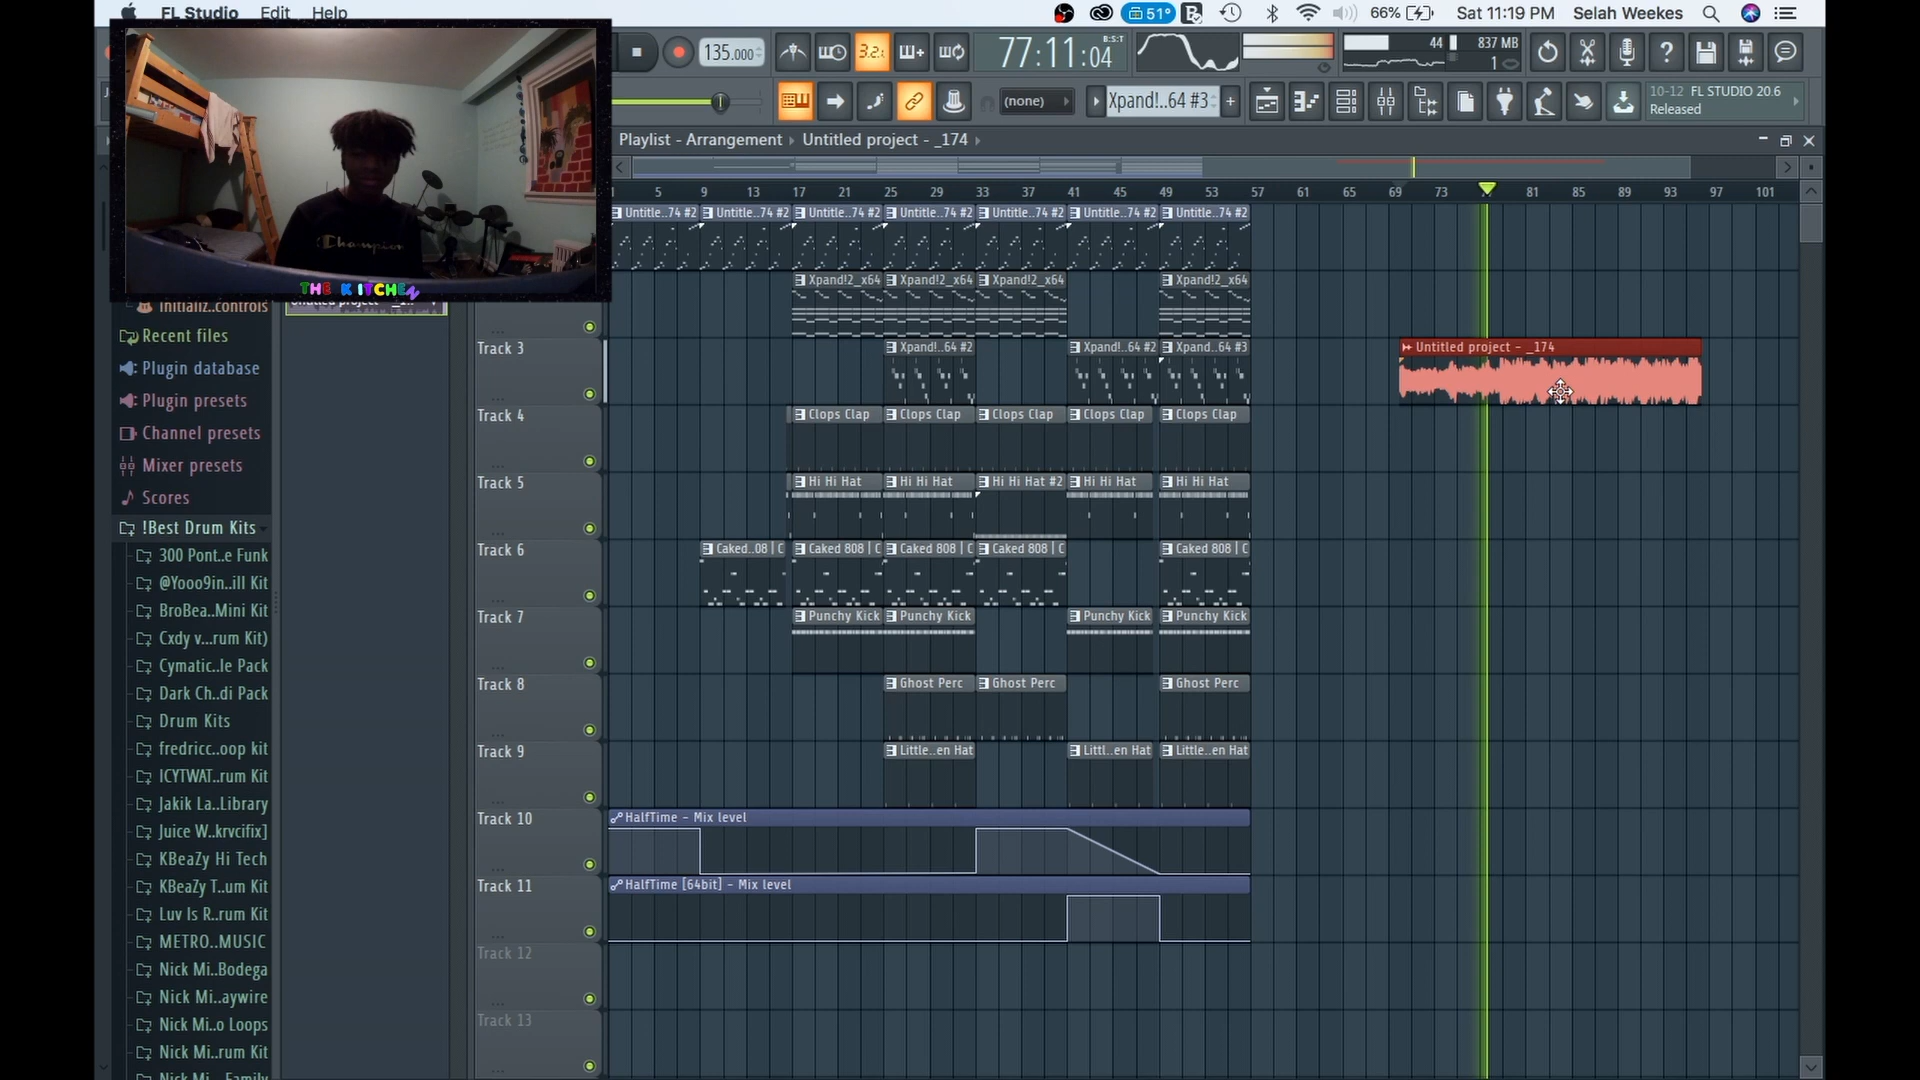 FL Studio Edit Help
51° 66% Sat 11:19 PM Selah Weekes
135.000 3.2: 77:11:04 B:S:T 44 837 MB 1
(none) Xpand!..64 #3 + 10-12 FL STUDIO 20.6
Released
Playlist - Arrangement Untitled project - _174
5 9 13 17 21 25 29 33 37 41 45 49 53 57 61 65 69 73 81 85 89 93 97 101
Untitle..74 #2 Untitle..74 #2 Untitle..74 #2 Untitle..74 #2 Untitle..74 #2 Untitle..74 #2 Untitle..74 #2
Champion
THE KITCHEN
Xpand!2_x64 Xpand!2_x64 Xpand!2_x64 Xpand!2_x64
Initializ..controls
Recent files
Plugin database
Plugin presets
Channel presets
Mixer presets
Scores
!Best Drum Kits
300 Pont..e Funk
@Yooo9in..ill Kit
BroBea..Mini Kit
Cxdy v...rum Kit)
Cymatic..le Pack
Dark Ch..di Pack
Drum Kits
fredricc..oop kit
ICYTWAT..rum Kit
Jakik La..Library
Juice W..krvcifix]
KBeaZy Hi Tech
KBeaZy T..um Kit
Luv Is R..rum Kit
METRO..MUSIC
Nick Mi..Bodega
Nick Mi..aywire
Nick Mi..o Loops
Nick Mi..rum Kit
Nick Mi.. Family
Track 3 Xpand!..64 #2 Xpand!..64 #2 Xpand..64 #3 Untitled project - _174
Track 4 Clops Clap Clops Clap Clops Clap Clops Clap Clops Clap
Track 5 Hi Hi Hat Hi Hi Hat Hi Hi Hat #2 Hi Hi Hat Hi Hi Hat
Track 6 Caked..08 | C Caked 808 | C Caked 808 | C Caked 808 | C Caked 808 | C
Track 7 Punchy Kick Punchy Kick Punchy Kick Punchy Kick
Track 8 Ghost Perc Ghost Perc Ghost Perc
Track 9 Little..en Hat Littl..en Hat Little..en Hat
Track 10 HalfTime - Mix level
Track 11 HalfTime [64bit] - Mix level
Track 12
Track 13